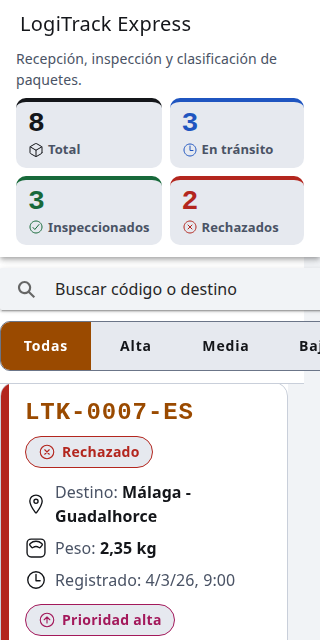 LogiTrack Express
Recepción, inspección y clasificación de
paquetes.
8
Total
3
En tránsito
3
Inspeccionados
2
Rechazados
Buscar código o destino
Todas
Alta
Media
LTK-0007-ES
Rechazado
Destino: Málaga -
Guadalhorce
Peso: 2,35 kg
Registrado: 4/3/26, 9:00
Prioridad alta